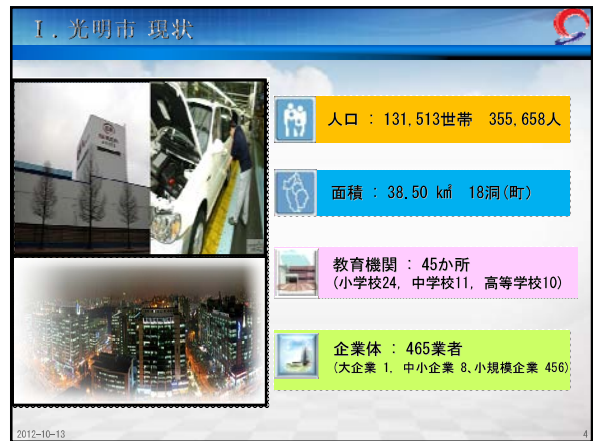 Ⅰ. 光明市 現状
人口 : 131,513世帯 355,658人
面積 : 38.50 ㎢ 18洞(町)
教育機関 : 45か所
(小学校24, 中学校11, 高等学校10)
企業体 : 465業者
(大企業 1, 中小企業 8、小規模企業 456)
2012-10-13
4